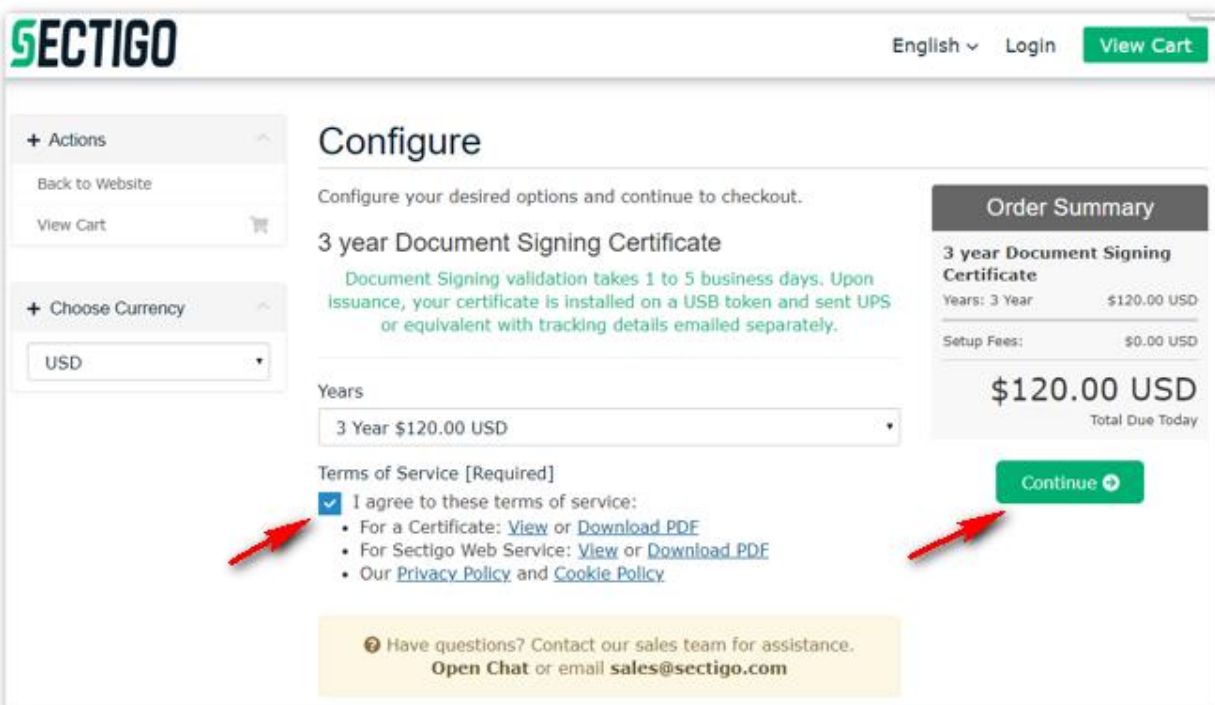 SECTIGO
English Login View Cart
+ Actions
Back to Website
View Cart
+ Choose Currency
USD
Configure
Configure your desired options and continue to checkout.
3 year Document Signing Certificate
Document Signing validation takes 1 to 5 business days. Upon
issuance, your certificate is installed on a USB token and sent UPS
or equivalent with tracking details emailed separately.
Years
3 Year $120.00 USD
Terms of Service [Required]
I agree to these terms of service:
• For a Certificate: View or Download PDF
• For Sectigo Web Service: View or Download PDF
• Our Privacy Policy and Cookie Policy
Have questions? Contact our sales team for assistance.
Open Chat or email sales@sectigo.com
Order Summary
3 year Document Signing
Certificate
Years: 3 Year $120.00 USD
Setup Fees: $0.00 USD
$120.00 USD
Total Due Today
Continue